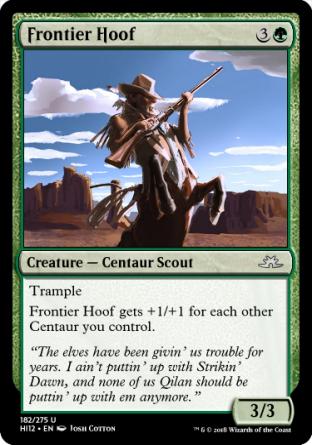 Frontier Hoof 3
Creature — Centaur Scout
Trample
Frontier Hoof gets +1/+1 for each other
Centaur you control.
“The elves have been givin’ us trouble for
years. I ain’t puttin’ up with Strikin’
Dawn, and none of us Qilan should be
puttin’ up with em anymore.”
3/3
182/275 U
HI12 • EN Josh Cotton
™ & © 2018 Wizards of the Coast